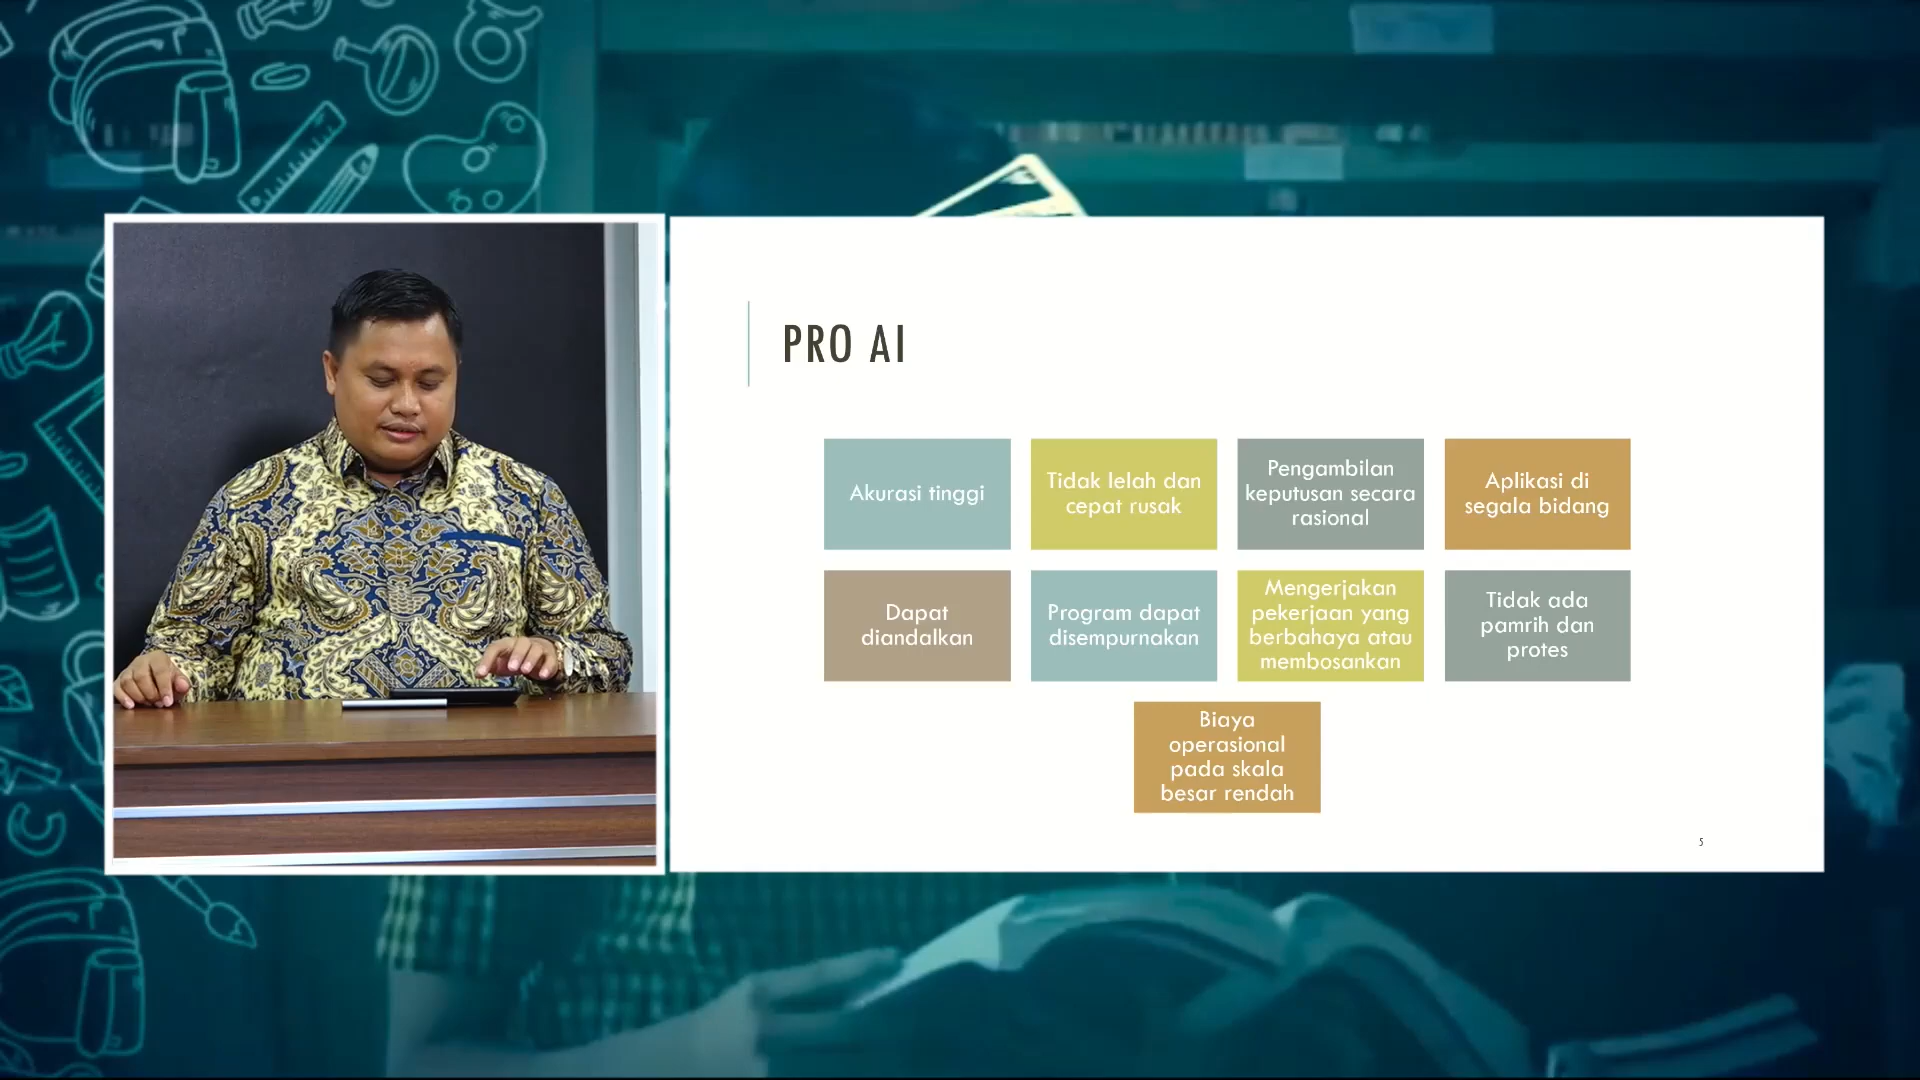 PRO AI
Akurasi tinggi
Tidak lelah dan
cepat rusak
Pengambilan
keputusan secara
rasional
Aplikasi di
segala bidang
Dapat
diandalkan
Program dapat
disempurnakan
Mengerjakan
pekerjaan yang
berbahaya atau
membosankan
Tidak ada
pamrih dan
protes
Biaya
operasional
pada skala
besar rendah
5